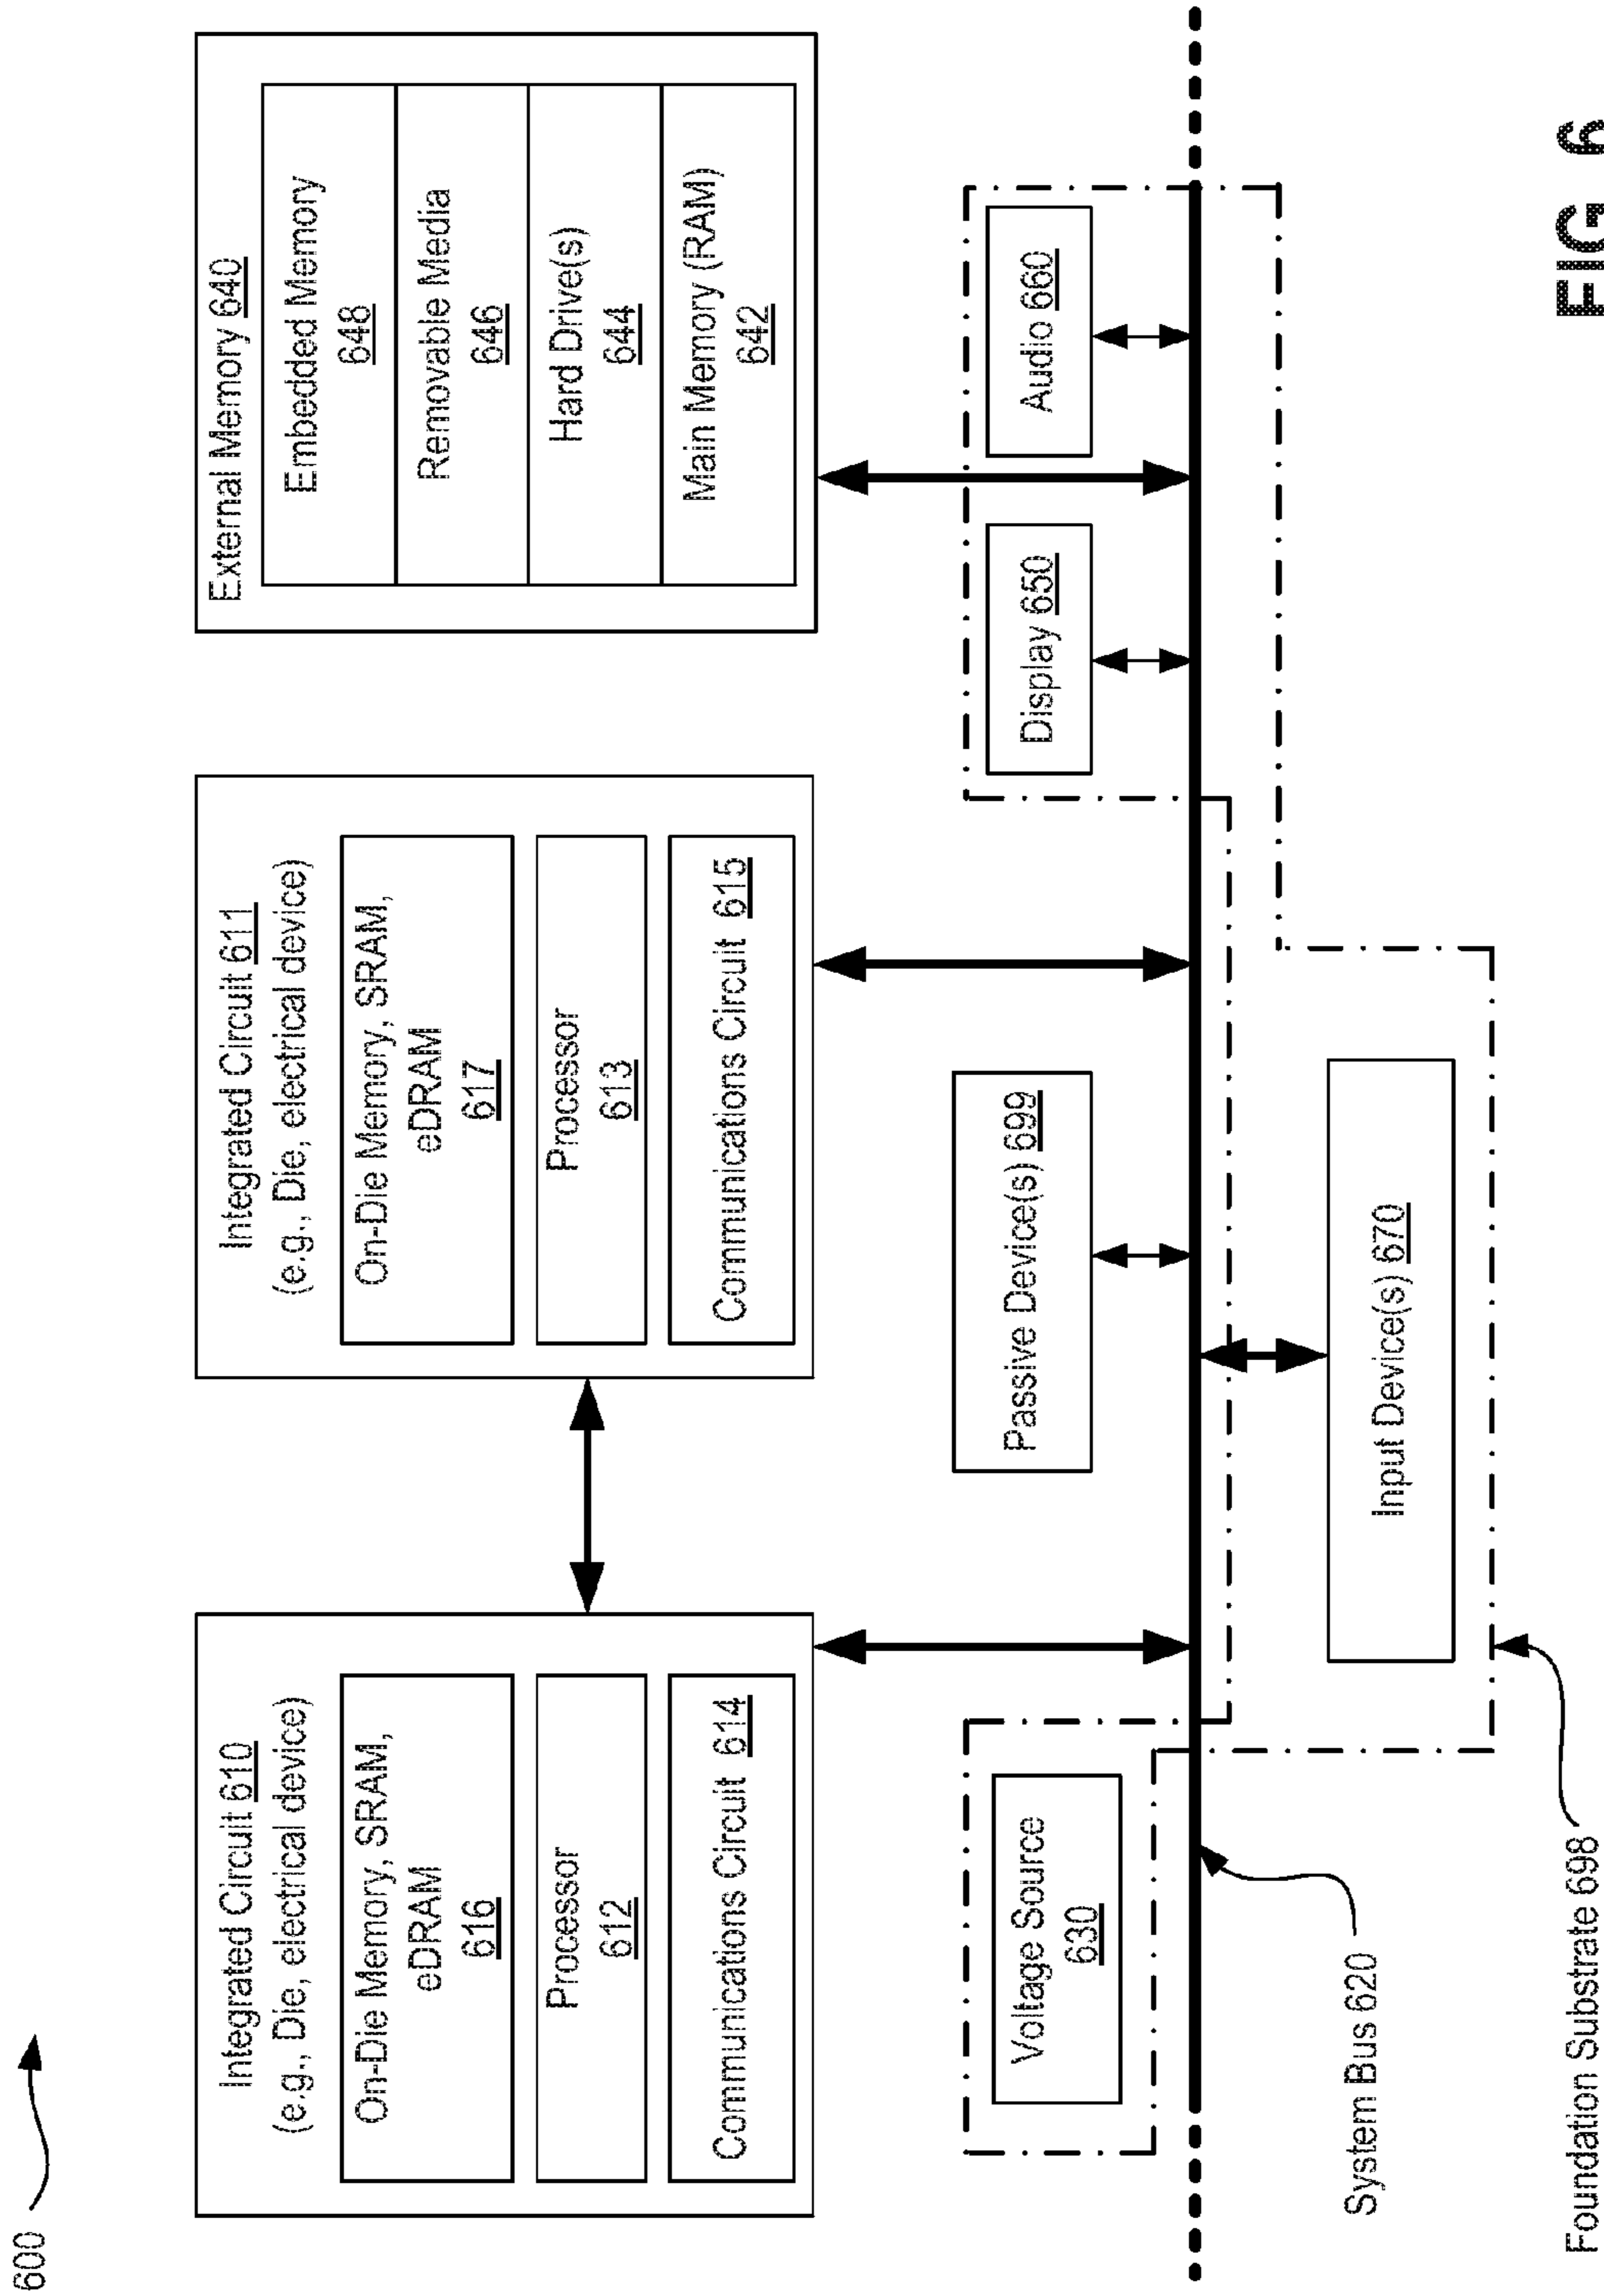 600
Integrated Circuit 610
(e.g., Die, electrical device)
On-Die Memory, SRAM,
eDRAM
616
Processor
612
Communications Circuit 614
Integrated Circuit 611
(e.g., Die, electrical device)
On-Die Memory, SRAM,
eDRAM
617
Processor
613
Communications Circuit 615
External Memory 640
Embedded Memory
648
Removable Media
646
Hard Drive(s)
644
Main Memory (RAM)
642
Voltage Source
630
Passive Device(s) 699
Display 650
Audio 660
System Bus 620
Input Device(s) 670
Foundation Substrate 698
FIG 6